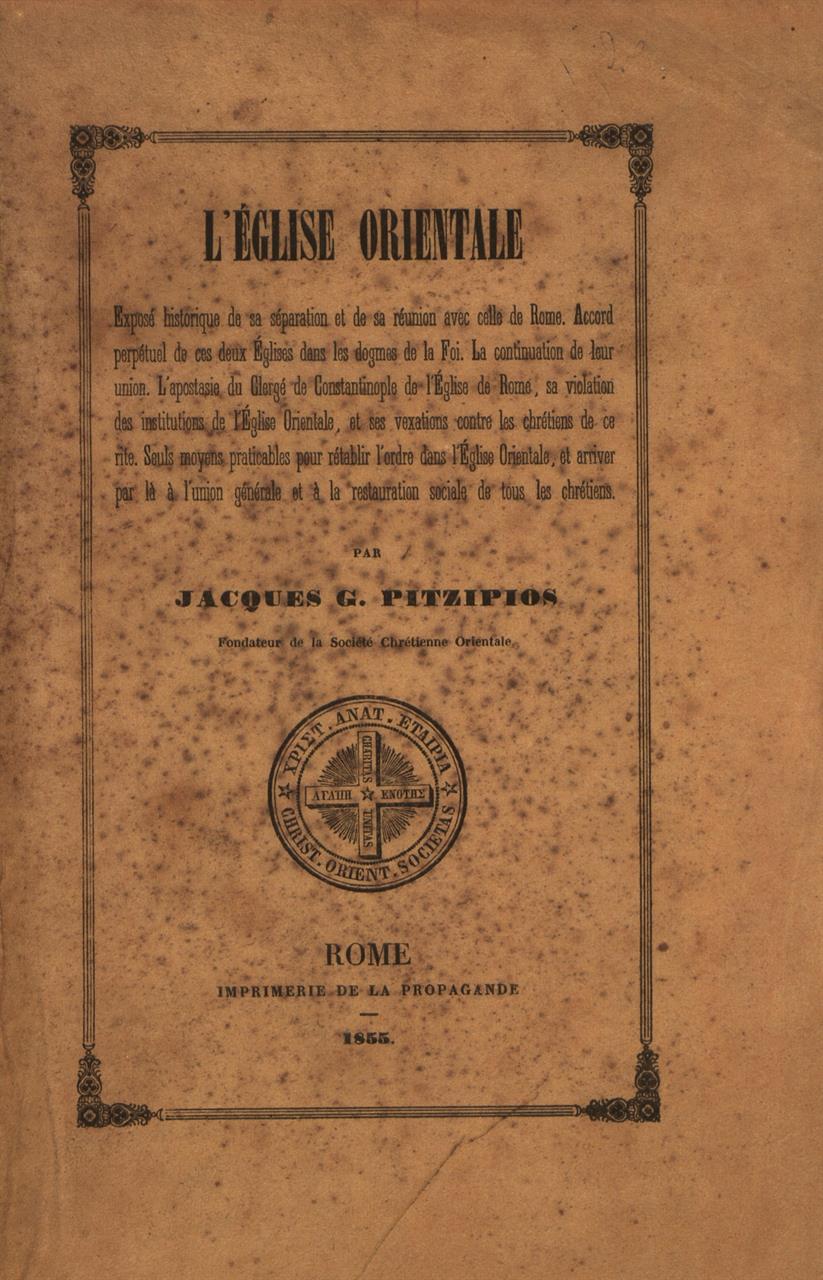 L'ÉGLISE ORIENTALE
Exposé historique de sa séparation et de sa réunion avec celle de Rome. Accord
perpétuel de ces deux Églises dans les dogmes de la Foi. La continuation de leur
union. L'apostasie du Clergé de Constantinople de l'Église de Rome, sa violation
des institutions de l'Église Orientale, et ses vexations contre les chrétiens de ce
rite. Seuls moyens praticables pour rétablir l'ordre dans l'Église Orientale, et arriver
par là à l'union générale et à la restauration sociale de tous les chrétiens.
PAR
JACQUES G. PITZIPIOS
Fondateur de la Société Chrétienne Orientale.
ΧΡΙΣΤ. ΑΝΑΤ. ΕΤΑΙΡΙΑ
CHARITAS
ΑΓΑΠΗ ΕΝΟΤΗΣ
UNITAS
CHRIST. ORIENT. SOCIETAS
ROME
IMPRIMERIE DE LA PROPAGANDE
1855.